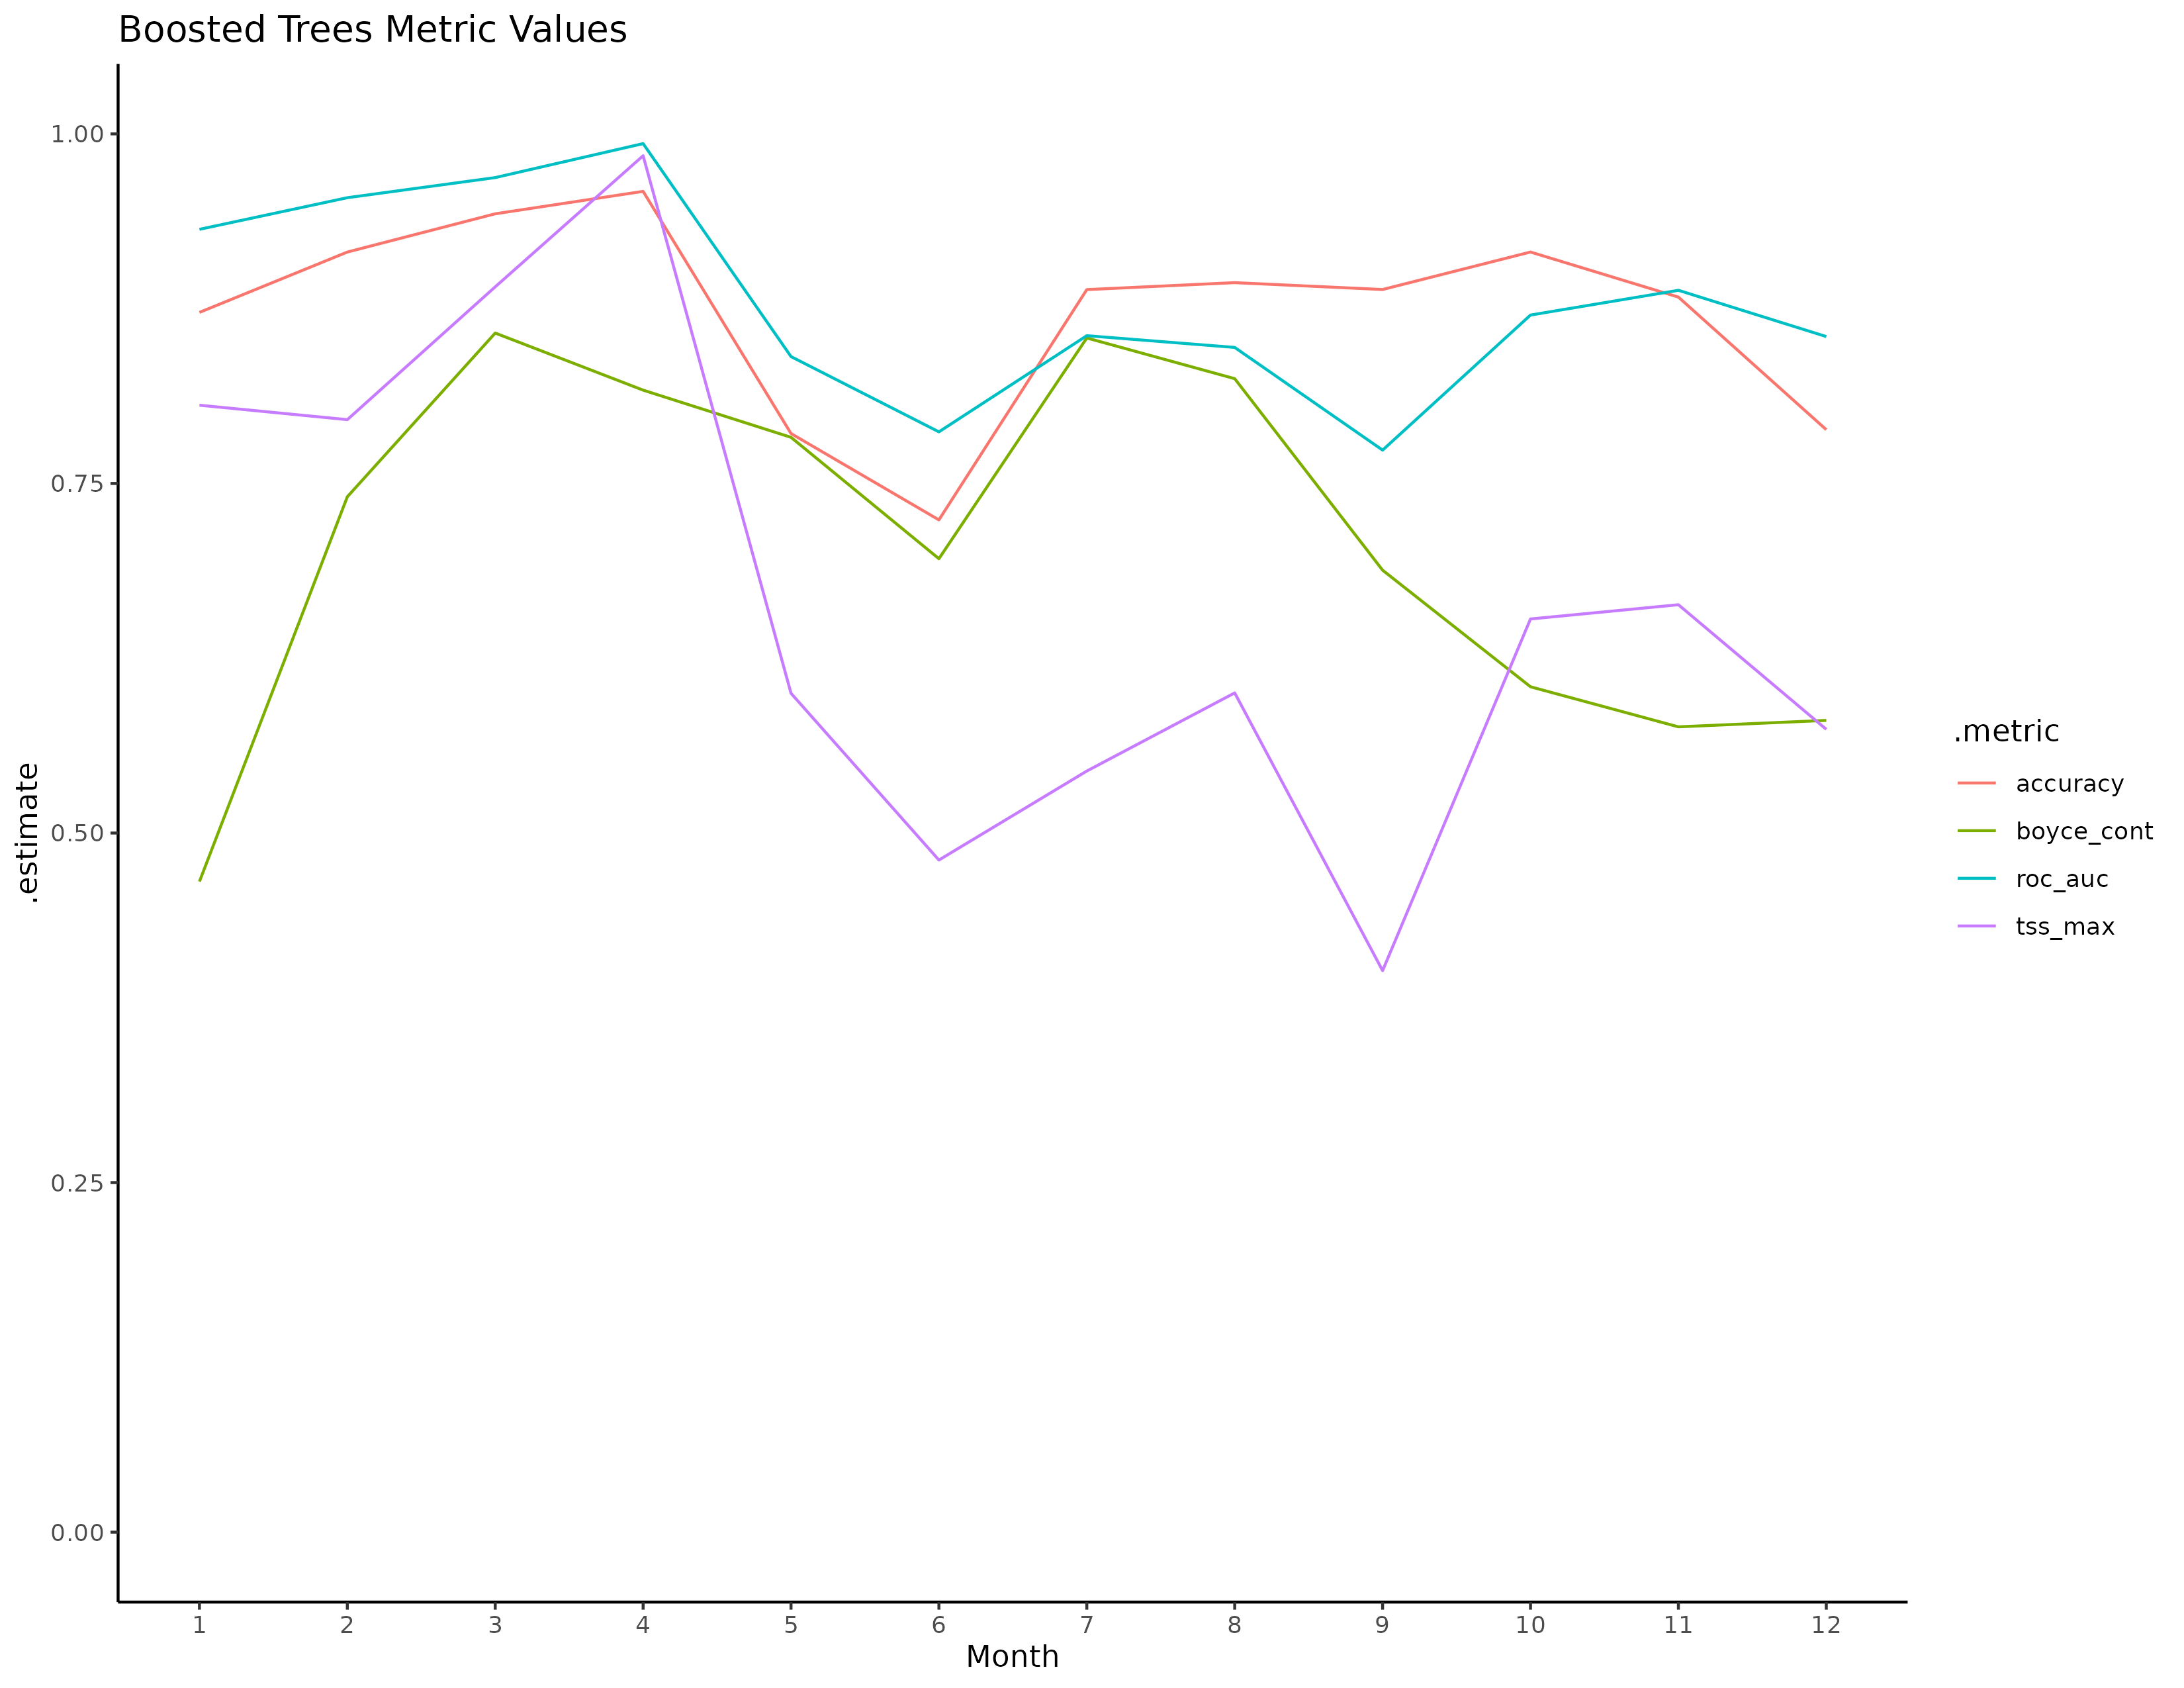 Boosted Trees Metric Values
1.00
0.75
0.50
0.25
0.00
.estimate
1 2 3 4 5 6 7 8 9 10 11 12
Month
.metric
accuracy
boyce_cont
roc_auc
tss_max